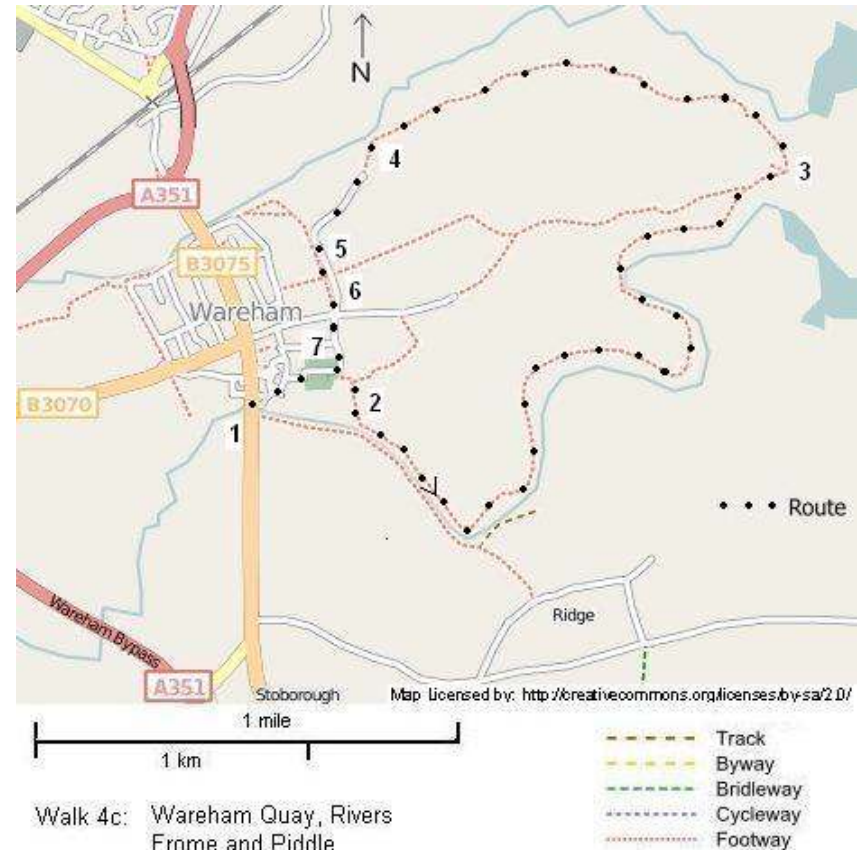 N
4
3
A351
5
B3075
6
Wareham
7
B3070
2
1
Route
Ridge
Wareham Bypass
A351
Stoborough
Map Licensed by: http://creativecommons.org/licenses/by-sa/2.0/
1 mile
1 km
Track
Byway
Bridleway
Cycleway
Footway
Walk 4c: Wareham Quay, Rivers
Frome and Piddle